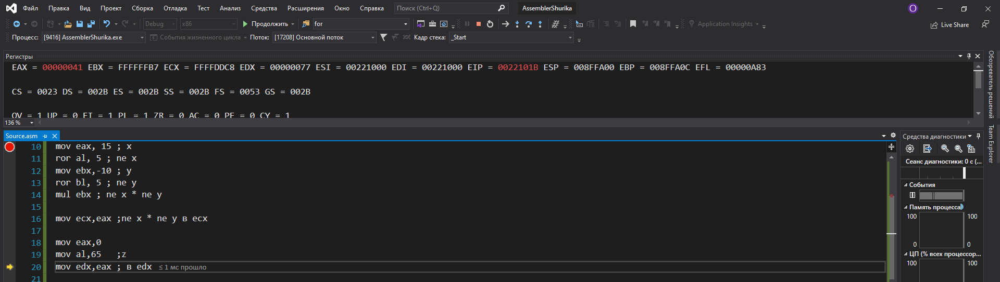 Файл Правка Вид Проект Сборка Отладка Тест Анализ Средства Расширения Окно Справка Поиск (Ctrl+Q) AssemblerShurika O
Debug x86 Продолжить for Application Insights Live Share
Процесс: [9416] AssemblerShurika.exe События жизненного цикла Поток: [17208] Основной поток Кадр стека: _Start
Регистры
EAX = 00000041 EBX = FFFFFFB7 ECX = FFFFDDC8 EDX = 00000077 ESI = 00221000 EDI = 00221000 EIP = 0022101B ESP = 008FFA00 EBP = 008FFA0C EFL = 00000A83
CS = 0023 DS = 002B ES = 002B SS = 002B FS = 0053 GS = 002B
OV = 1 UP = 0 EI = 1 PL = 1 ZR = 0 AC = 0 PE = 0 CY = 1
136 %
Source.asm
10 mov eax, 15 ; x
11 ror al, 5 ; ne x
12 mov ebx,-10 ; y
13 ror bl, 5 ; ne y
14 mul ebx ; ne x * ne y
15
16 mov ecx,eax ;ne x * ne y в ecx
17
18 mov eax,0
19 mov al,65 ;z
20 mov edx,eax ; в edx ≤ 1 мс прошло
21
Средства диагностики
Сеанс диагностики: 0 с (...
События
Память процесса
100 100
0 0
ЦП (% всех процессор...
100 100
Обозреватель решений
Team Explorer